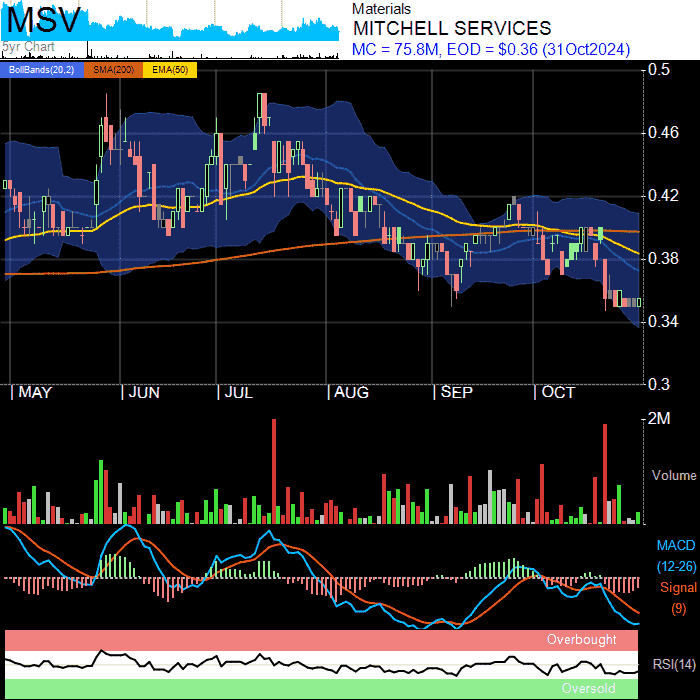 MSV
5yr Chart
Materials
MITCHELL SERVICES
MC = 75.8M, EOD = $0.36 (31Oct2024)
BollBands(20,2) SMA(200) EMA(50)
0.5
0.46
0.42
0.38
0.34
0.3
MAY JUN JUL AUG SEP OCT
2M
Volume
MACD
(12-26)
Signal
(9)
Overbought
RSI(14)
Oversold